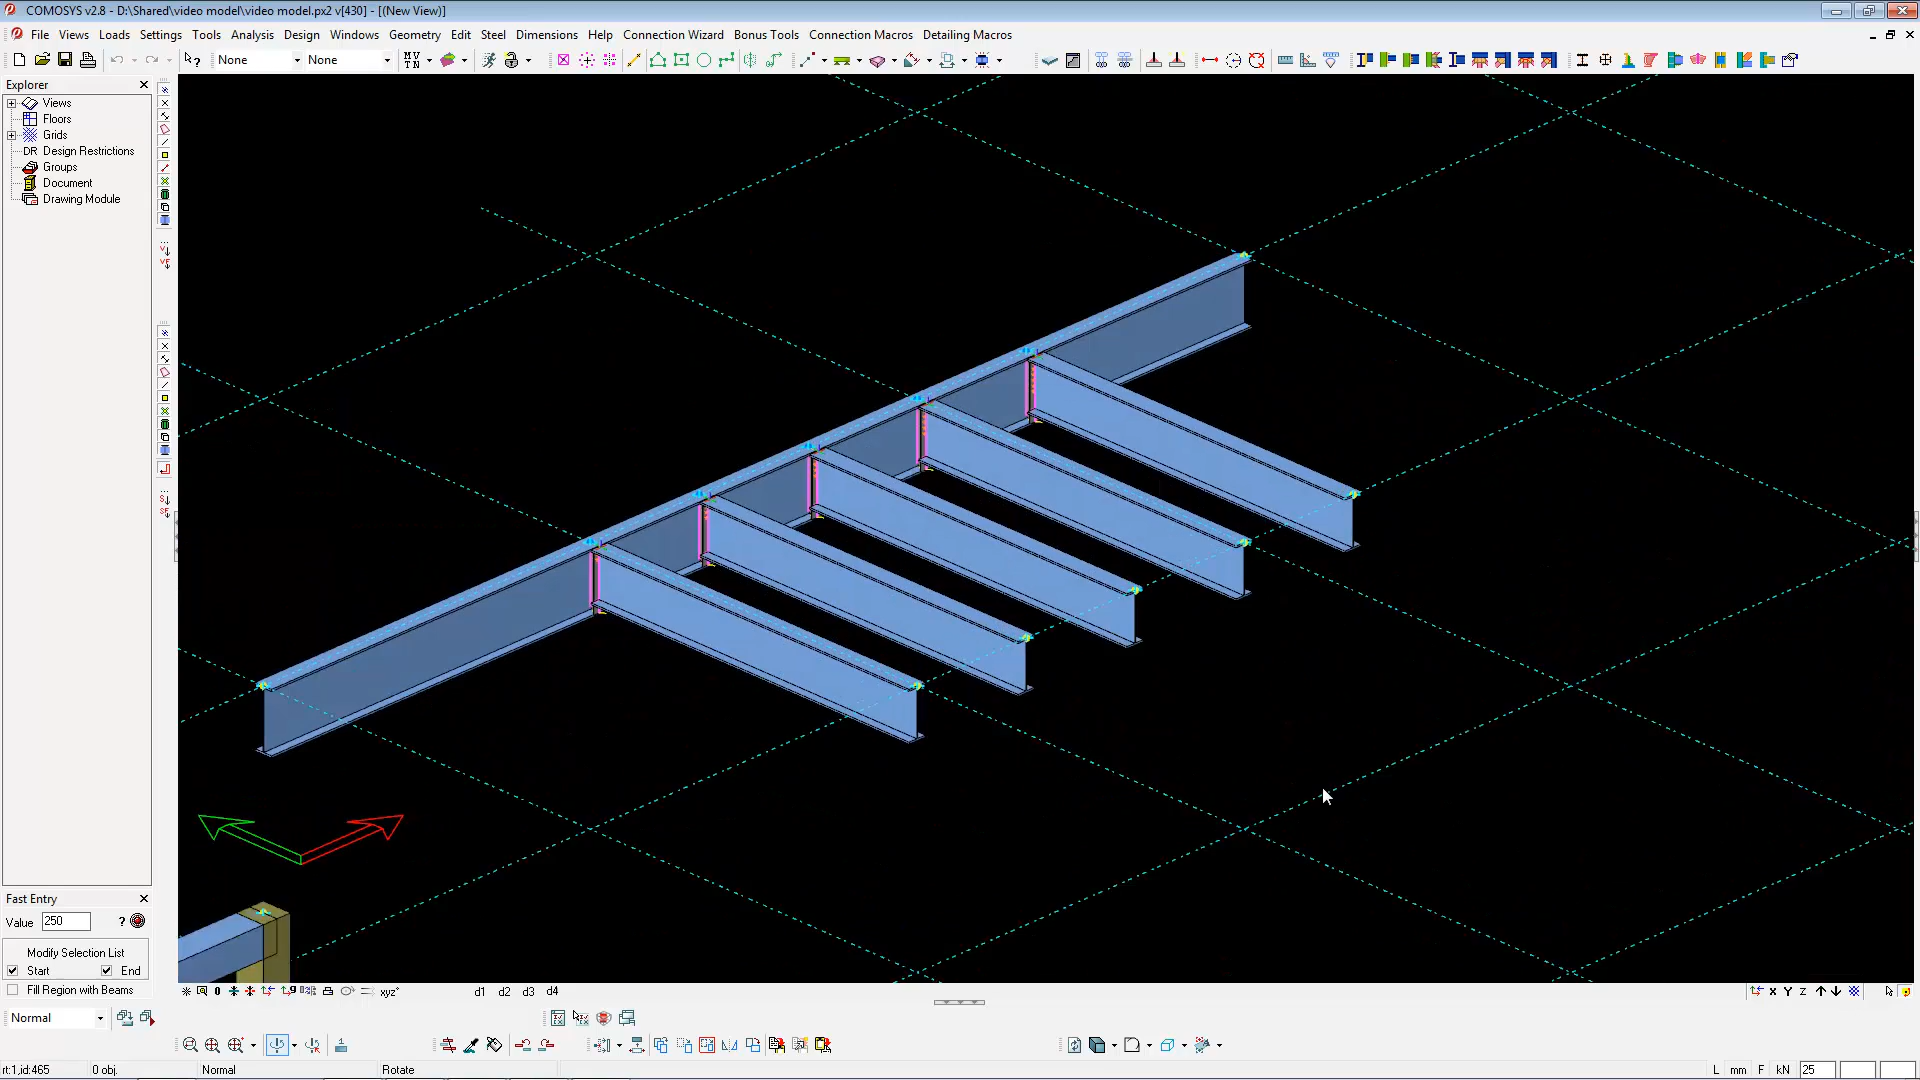 COMOSYS v2.8 - D:\Shared\video model\video model.px2 v[430] - [(New View)]
File Views Loads Settings Tools Analysis Design Windows Geometry Edit Steel Dimensions Help Connection Wizard Bonus Tools Connection Macros Detailing Macros
None None
Explorer
Views
Floors
Grids
DR Design Restrictions
Groups
Document
Drawing Module
Fast Entry
Value 250 ?
Modify Selection List
Start End
Fill Region with Beams
xyz d1 d2 d3 d4 X Y Z
Normal
rt:1,id:465 0 obj. Normal Rotate L mm F kN 25